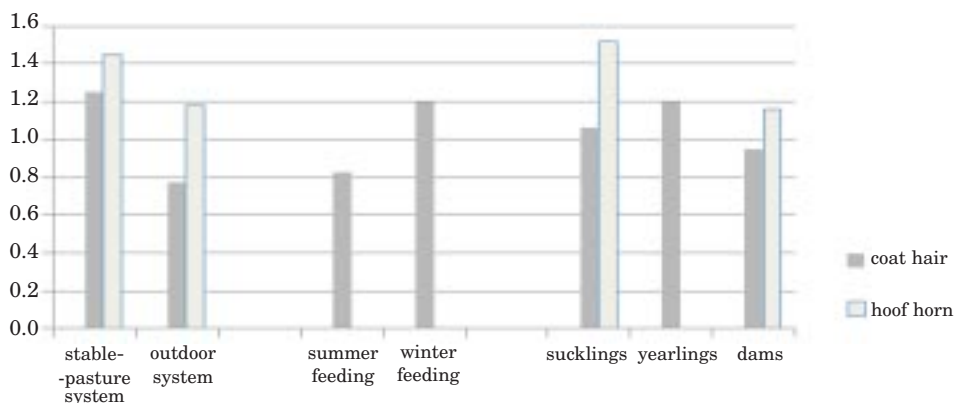 1.6
1.4
1.2
1.0
0.8
0.6
0.4
0.2
0.0
stable-
-pasture
system
outdoor
system
summer
feeding
winter
feeding
sucklings
yearlings
dams
coat hair
hoof horn